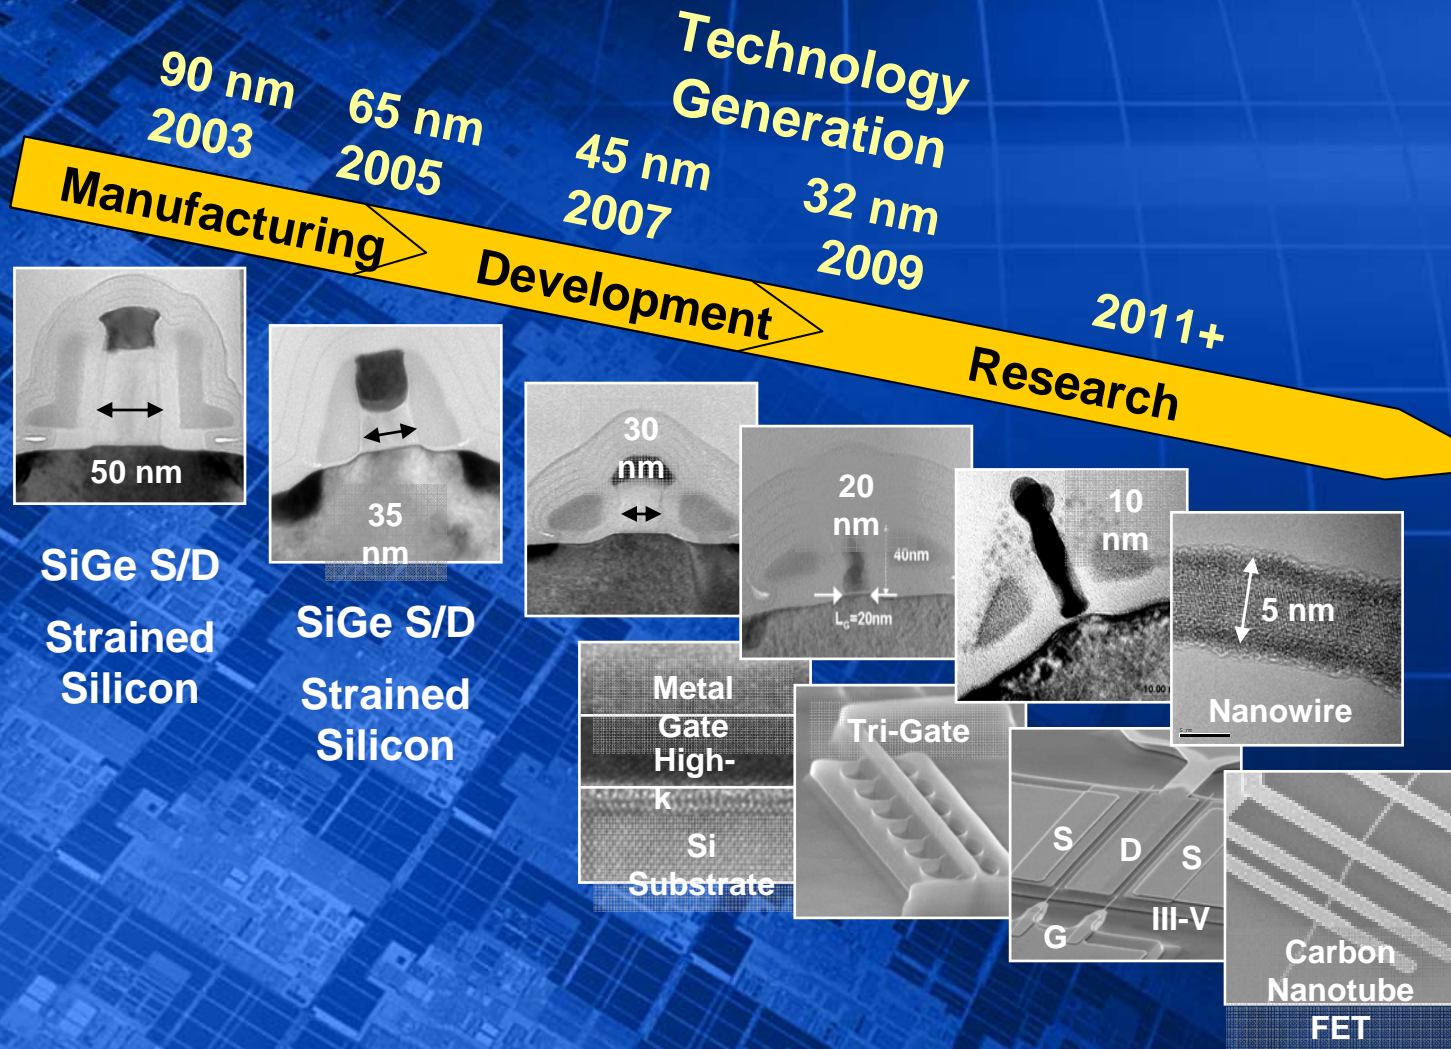 Technology
Generation
90 nm
2003
65 nm
2005
45 nm
2007
32 nm
2009
2011+
Manufacturing
Development
Research
50 nm
SiGe S/D
Strained
Silicon
35
nm
SiGe S/D
Strained
Silicon
30
nm
20
nm
40nm
LG=20nm
10
nm
10.00
5 nm
Nanowire
Metal
Gate
High-
k
Si
Substrate
Tri-Gate
S
D
S
G
III-V
Carbon
Nanotube
FET